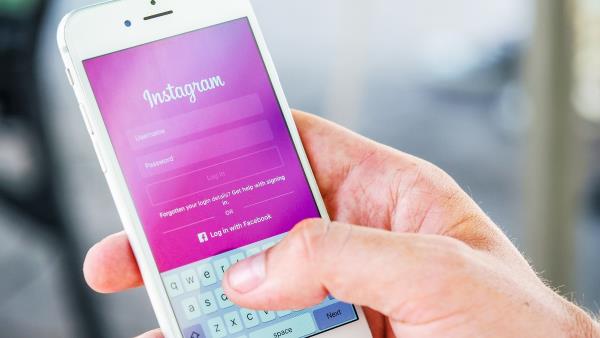 Instagram
Username
Password
Log In
Forgotten your login details? Get help with signing
in.
OR
Log In with Facebook
q w e r
a s
z x
space
Next